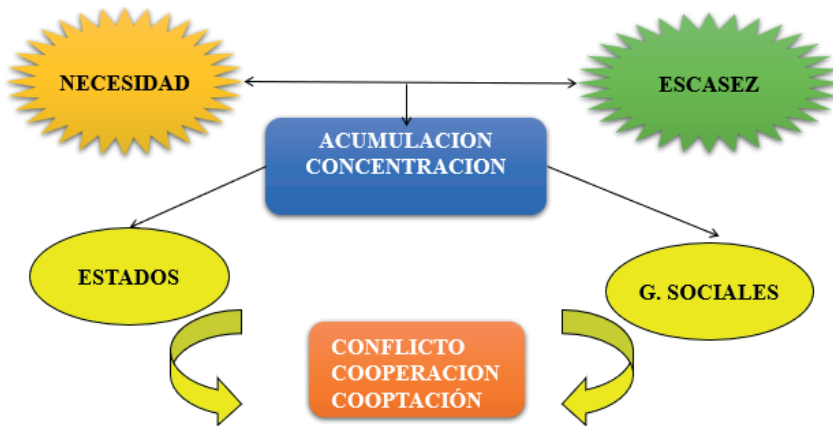 NECESIDAD
ESCASEZ
ACUMULACION
CONCENTRACION
ESTADOS
G. SOCIALES
CONFLICTO
COOPERACION
COOPTACIÓN